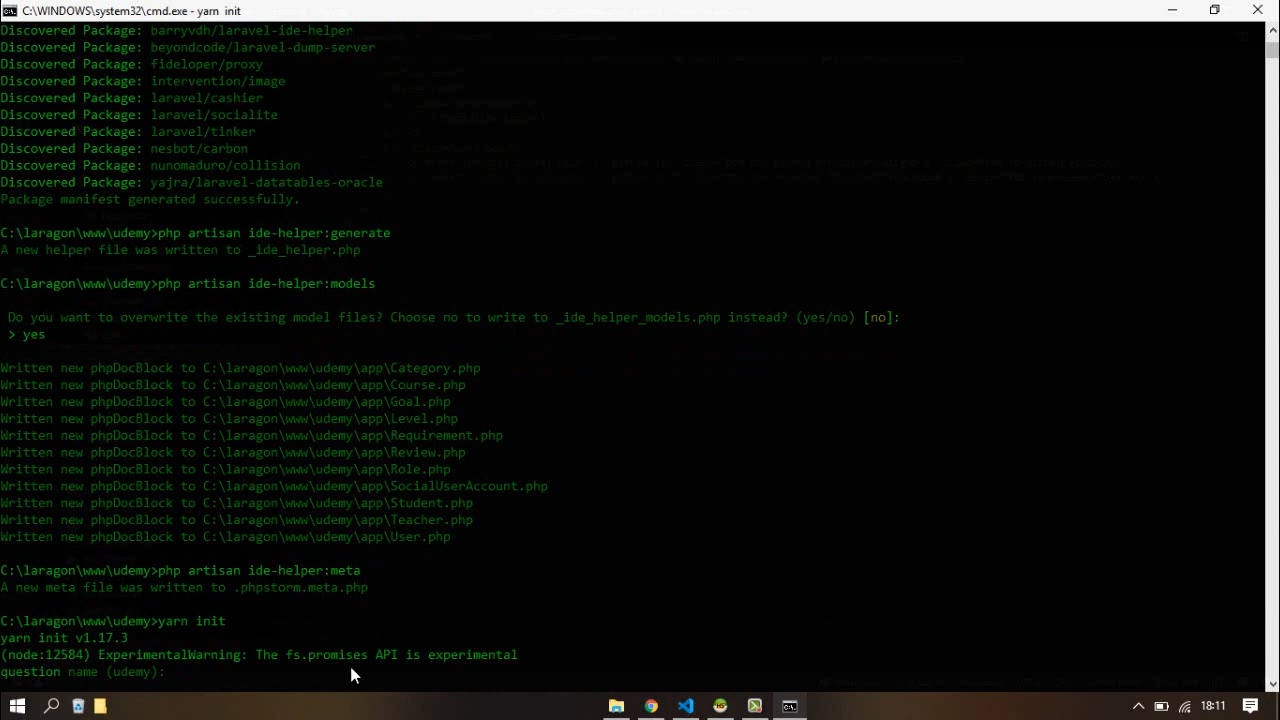 C:\WINDOWS\system32\cmd.exe - yarn init
Discovered Package: barryvdh/laravel-ide-helper
Discovered Package: beyondcode/laravel-dump-server
Discovered Package: fideloper/proxy
Discovered Package: intervention/image
Discovered Package: laravel/cashier
Discovered Package: laravel/socialite
Discovered Package: laravel/tinker
Discovered Package: nesbot/carbon
Discovered Package: nunomaduro/collision
Discovered Package: yajra/laravel-datatables-oracle
Package manifest generated successfully.
C:\laragon\www\udemy>php artisan ide-helper:generate
A new helper file was written to _ide_helper.php
C:\laragon\www\udemy>php artisan ide-helper:models
Do you want to overwrite the existing model files? Choose no to write to _ide_helper_models.php instead? (yes/no) [no]:
> yes
Written new phpDocBlock to C:\laragon\www\udemy\app\Category.php
Written new phpDocBlock to C:\laragon\www\udemy\app\Course.php
Written new phpDocBlock to C:\laragon\www\udemy\app\Goal.php
Written new phpDocBlock to C:\laragon\www\udemy\app\Level.php
Written new phpDocBlock to C:\laragon\www\udemy\app\Requirement.php
Written new phpDocBlock to C:\laragon\www\udemy\app\Review.php
Written new phpDocBlock to C:\laragon\www\udemy\app\Role.php
Written new phpDocBlock to C:\laragon\www\udemy\app\SocialUserAccount.php
Written new phpDocBlock to C:\laragon\www\udemy\app\Student.php
Written new phpDocBlock to C:\laragon\www\udemy\app\Teacher.php
Written new phpDocBlock to C:\laragon\www\udemy\app\User.php
C:\laragon\www\udemy>php artisan ide-helper:meta
A new meta file was written to .phpstorm.meta.php
C:\laragon\www\udemy>yarn init
yarn init v1.17.3
(node:12584) ExperimentalWarning: The fs.promises API is experimental
question name (udemy):
18:11